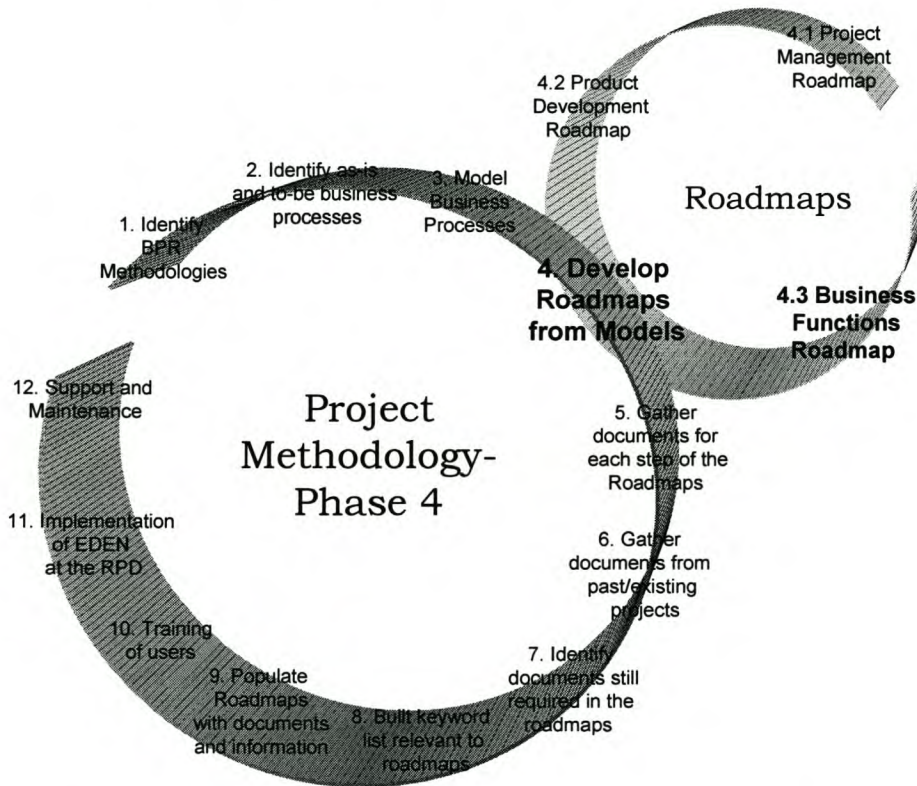 4.1 Project
Management
Roadmap
4.2 Product
Development
Roadmap
Roadmaps
4.3 Business
Functions
Roadmap
1. Identify
BPR
Methodologies
2. Identify as-is
and to-be business
processes
3. Model
Business
Processes
4. Develop
Roadmaps
from Models
5. Gather
documents for
each step of the
Roadmaps
6. Gather
documents from
past/existing
projects
7. Identify
documents still
required in the
roadmaps
8. Built keyword
list relevant to
roadmaps
9. Populate
Roadmaps
with documents
and information
10. Training
of users
11. Implementation
of EDEN
at the RPD
12. Support and
Maintenance
Project
Methodology-
Phase 4